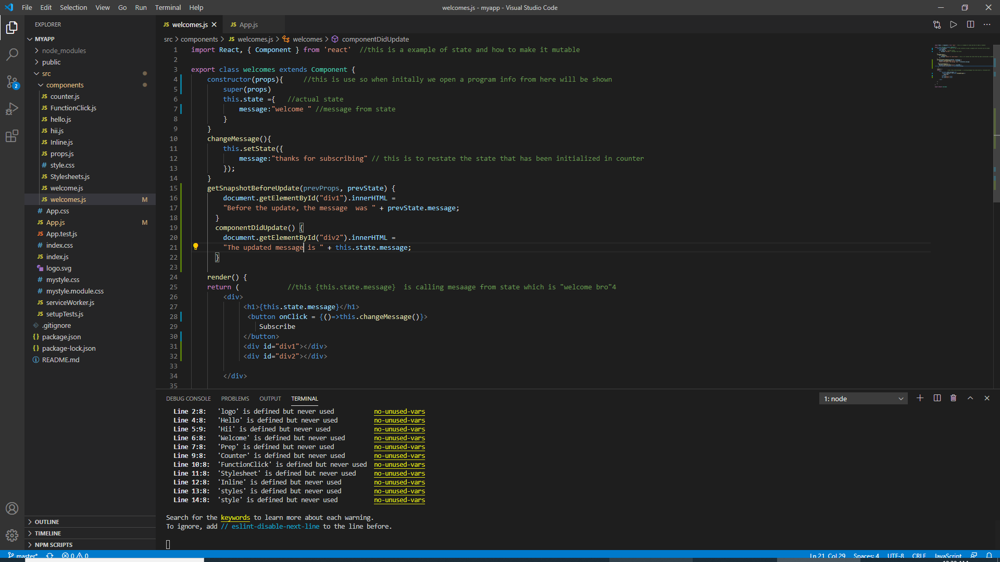 File Edit Selection View Go Run Terminal Help
welcomes.js - myapp - Visual Studio Code
EXPLORER
MYAPP
node_modules
public
src
components
JS counter.js
JS FunctionClick.js
JS hello.js
JS hii.js
JS Inline.js
JS props.js
# style.css
JS Stylesheets.js
JS welcome.js
JS welcomes.js M
# App.css
JS App.js M
JS App.test.js
# index.css
JS index.js
logo.svg
# mystyle.css
# mystyle.module.css
JS serviceWorker.js
JS setupTests.js
.gitignore
{} package.json
{} package-lock.json
README.md
OUTLINE
TIMELINE
NPM SCRIPTS
2
JS welcomes.js
JS App.js
src > components > JS welcomes.js > welcomes > componentDidUpdate
1 import React, { Component } from 'react' //this is a example of state and how to make it mutable
2
3 export class welcomes extends Component {
4 constructor(props){ //this is use so when initally we open a program info from here will be shown
5 super(props)
6 this.state ={ //actual state
7 message:"welcome " //message from state
8 }
9 }
10 changeMessage(){
11 this.setState({
12 message:"thanks for subscribing" // this is to restate the state that has been initialized in counter
13 });
14 }
15 getSnapshotBeforeUpdate(prevProps, prevState) {
16 document.getElementById("div1").innerHTML =
17 "Before the update, the message  was " + prevState.message;
18 }
19 componentDidUpdate() {
20 document.getElementById("div2").innerHTML =
21 "The updated message is " + this.state.message;
22 }
23
24 render() {
25 return ( //this {this.state.message}  is calling mesaage from state which is "welcome bro"4
26 <div>
27 <h1>{this.state.message}</h1>
28 <button onClick = {()=>this.changeMessage()}>
29 Subscribe
30 </button>
31 <div id="div1"></div>
32 <div id="div2"></div>
33
34 </div>
35
DEBUG CONSOLE PROBLEMS OUTPUT TERMINAL
1: node
Line 2:8: 'logo' is defined but never used no-unused-vars
Line 4:8: 'Hello' is defined but never used no-unused-vars
Line 5:9: 'Hii' is defined but never used no-unused-vars
Line 6:8: 'Welcome' is defined but never used no-unused-vars
Line 7:8: 'Prep' is defined but never used no-unused-vars
Line 9:8: 'Counter' is defined but never used no-unused-vars
Line 10:8: 'FunctionClick' is defined but never used no-unused-vars
Line 11:8: 'Stylesheet' is defined but never used no-unused-vars
Line 12:8: 'Inline' is defined but never used no-unused-vars
Line 13:8: 'styles' is defined but never used no-unused-vars
Line 14:8: 'style' is defined but never used no-unused-vars
Search for the keywords to learn more about each warning.
To ignore, add // eslint-disable-next-line to the line before.
master* 0 0
Ln 21, Col 29 Spaces: 4 UTF-8 CRLF JavaScript